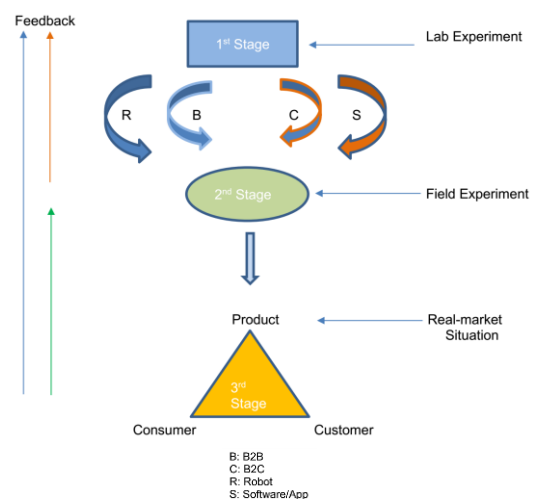 Feedback
1st Stage
Lab Experiment
R
B
C
S
2nd Stage
Field Experiment
Product
Real-market
Situation
3rd
Stage
Consumer
Customer
B: B2B
C: B2C
R: Robot
S: Software/App